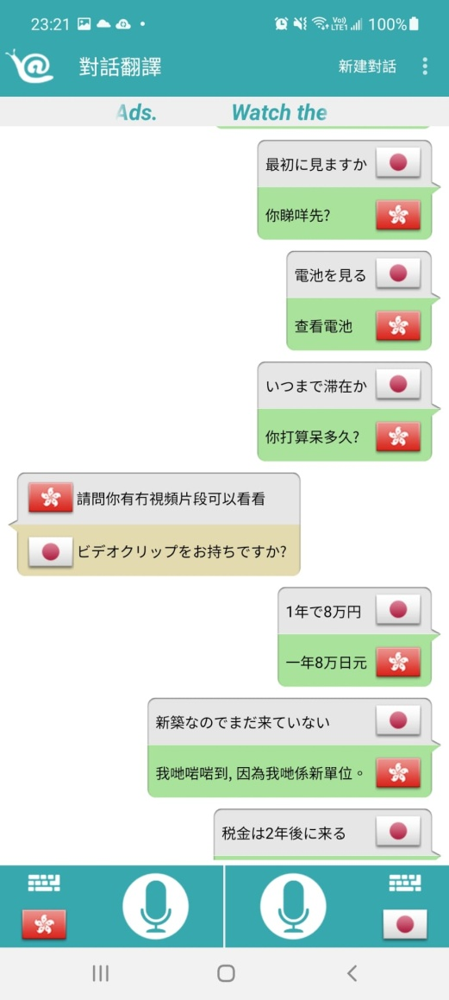 23:21
Vo))
LTE1
100%
@
對話翻譯
新建對話
Ads.
Watch the
最初に見ますか
你睇咩先?
電池を見る
查看電池
いつまで滞在か
你打算呆多久?
請問你有冇視頻片段可以看看
ビデオクリップをお持ちですか?
1年で8万円
一年8万日元
新築なのでまだ来ていない
我哋啱啱到, 因為我哋係新單位。
税金は2年後に来る